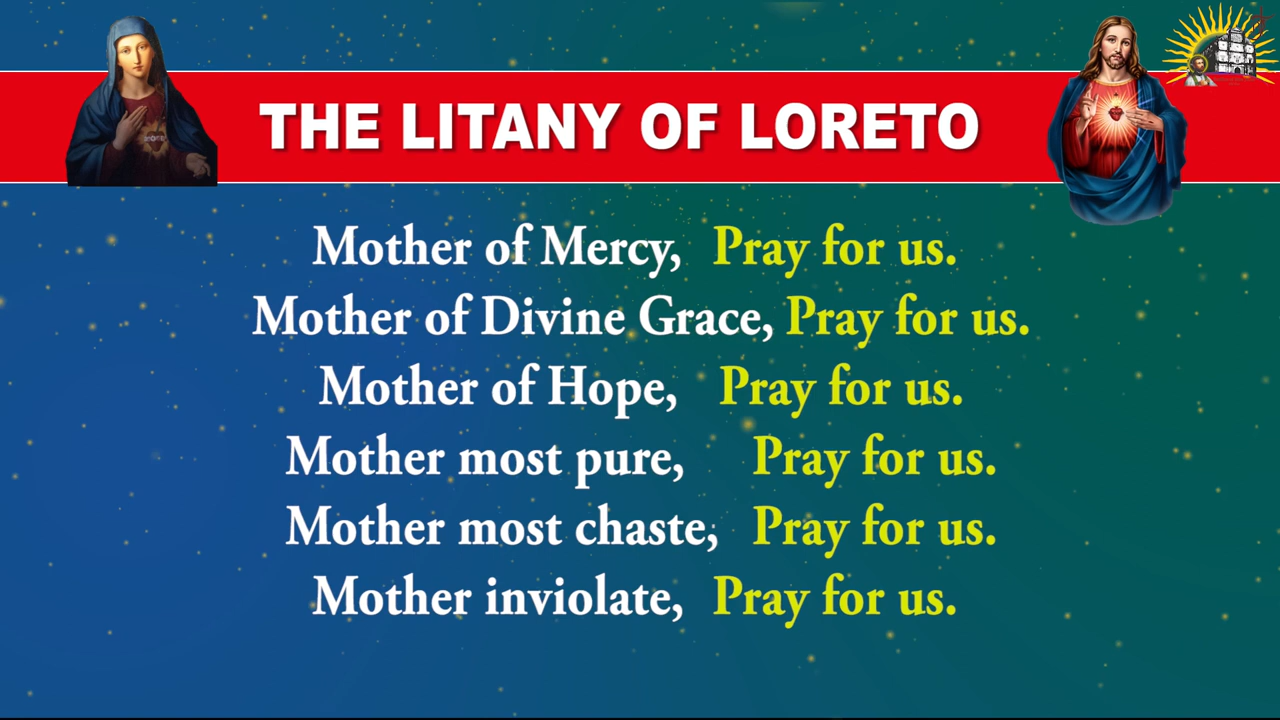 THE LITANY OF LORETO
Mother of Mercy, Pray for us.
Mother of Divine Grace, Pray for us.
Mother of Hope, Pray for us.
Mother most pure, Pray for us.
Mother most chaste, Pray for us.
Mother inviolate, Pray for us.